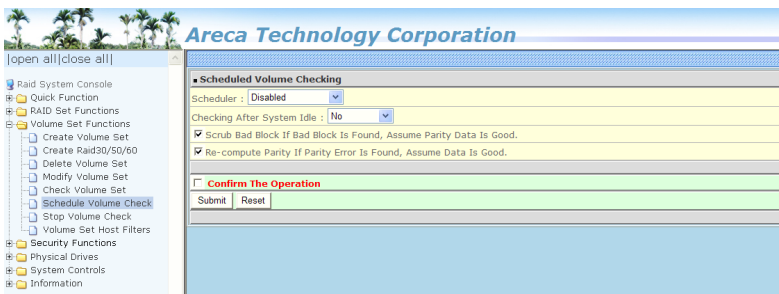 Areca Technology Corporation
|open all|close all|
Raid System Console
Quick Function
RAID Set Functions
Volume Set Functions
Create Volume Set
Create Raid30/50/60
Delete Volume Set
Modify Volume Set
Check Volume Set
Schedule Volume Check
Stop Volume Check
Volume Set Host Filters
Security Functions
Physical Drives
System Controls
Information
Scheduled Volume Checking
Scheduler : Disabled
Checking After System Idle : No
Scrub Bad Block If Bad Block Is Found, Assume Parity Data Is Good.
Re-compute Parity If Parity Error Is Found, Assume Data Is Good.
Confirm The Operation
Submit Reset